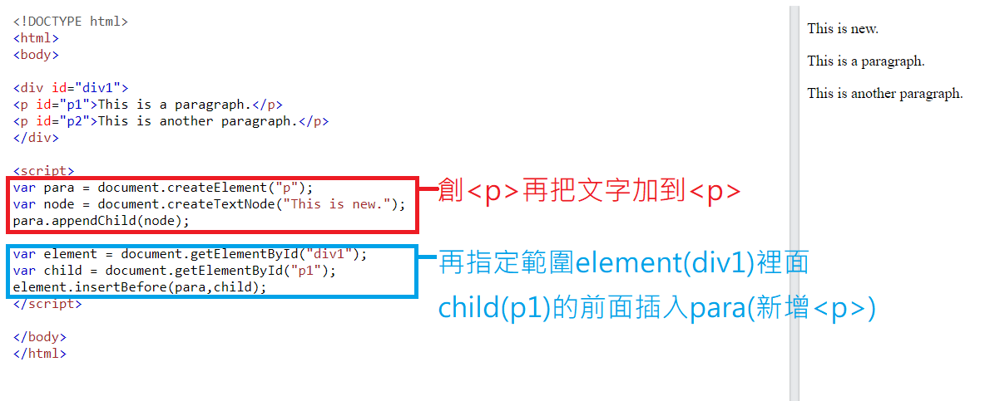 <!DOCTYPE html>
<html>
<body>
<div id="div1">
<p id="p1">This is a paragraph.</p>
<p id="p2">This is another paragraph.</p>
</div>
<script>
var para = document.createElement("p");
var node = document.createTextNode("This is new.");
para.appendChild(node);
var element = document.getElementById("div1");
var child = document.getElementById("p1");
element.insertBefore(para,child);
</script>
</body>
</html>
創<p>再把文字加到<p>
再指定範圍element(div1)裡面
child(p1)的前面插入para(新增<p>)
This is new.
This is a paragraph.
This is another paragraph.